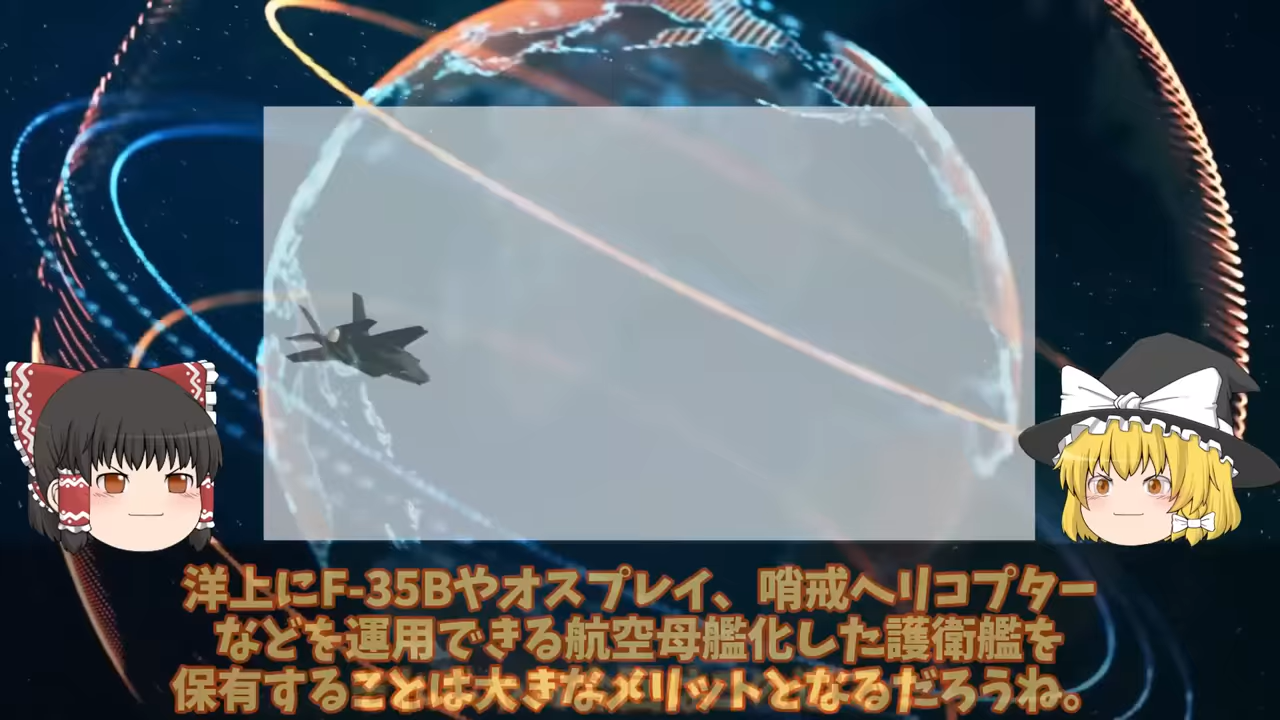 洋上にF-35Bやオスプレイ、哨戒ヘリコプター
などを運用できる航空母艦化した護衛艦を
保有することは大きなメリットとなるだろうね。